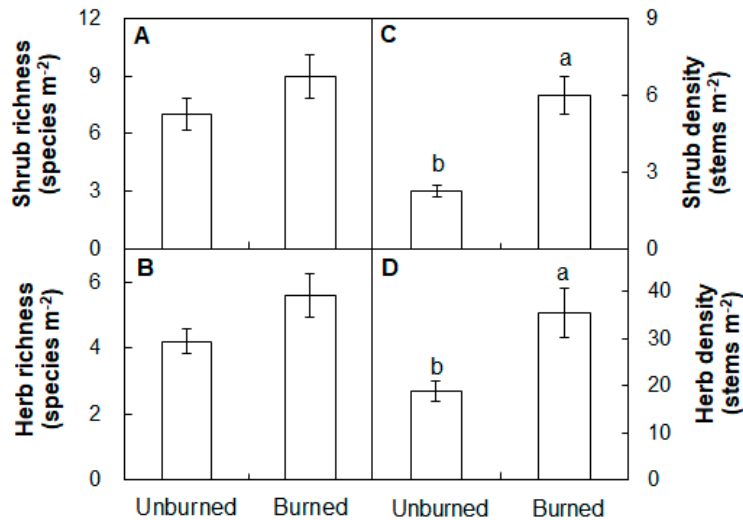 Shrub richness
(species m-2)
12
9
6
3
0
A
C
b
a
9
6
3
0
Shrub density
(stems m-2)
Herb richness
(species m-2)
6
4
2
0
B
D
b
a
40
30
20
10
0
Herb density
(stems m-2)
Unburned Burned Unburned Burned